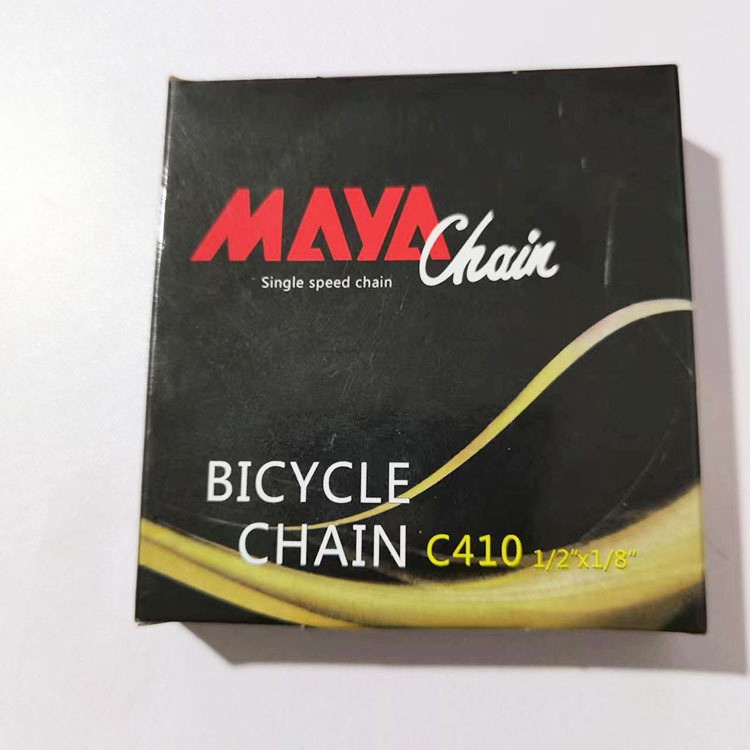 MAYA Chain
Single speed chain
BICYCLE
CHAIN C410 1/2"x1/8"